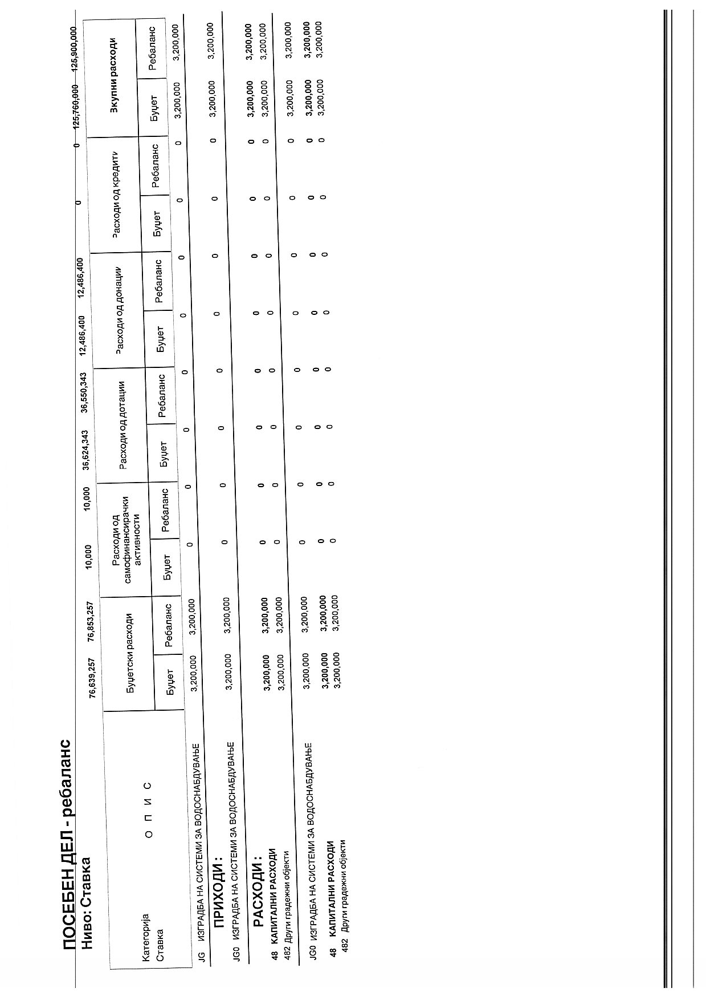 ПОСЕБЕН ДЕЛ - ребаланс
Ниво: Ставка
76,639,257 76,853,257 10,000 10,000 36,624,343 36,550,343 12,486,400 12,486,400 0 0 125,760,000 125,900,000
Категорија
Ставка
О П И С
Буџетски расходи
Расходи од
самофинансирачки
активности
Расходи од дотации
Расходи од донации
Расходи од кредити
Вкупни расходи
Буџет Ребаланс Буџет Ребаланс Буџет Ребаланс Буџет Ребаланс Буџет Ребаланс Буџет Ребаланс
JG ИЗГРАДБА НА СИСТЕМИ ЗА ВОДОСНАБДУВАЊЕ 3,200,000 3,200,000 0 0 0 0 0 0 0 0 3,200,000 3,200,000
ПРИХОДИ :
JG0 ИЗГРАДБА НА СИСТЕМИ ЗА ВОДОСНАБДУВАЊЕ 3,200,000 3,200,000 0 0 0 0 0 0 0 0 3,200,000 3,200,000
РАСХОДИ :
48 КАПИТАЛНИ РАСХОДИ 3,200,000 3,200,000 0 0 0 0 0 0 0 0 3,200,000 3,200,000
482 Други градежни објекти 3,200,000 3,200,000 0 0 0 0 0 0 0 0 3,200,000 3,200,000
JG0 ИЗГРАДБА НА СИСТЕМИ ЗА ВОДОСНАБДУВАЊЕ 3,200,000 3,200,000 0 0 0 0 0 0 0 0 3,200,000 3,200,000
48 КАПИТАЛНИ РАСХОДИ 3,200,000 3,200,000 0 0 0 0 0 0 0 0 3,200,000 3,200,000
482 Други градежни објекти 3,200,000 3,200,000 0 0 0 0 0 0 0 0 3,200,000 3,200,000